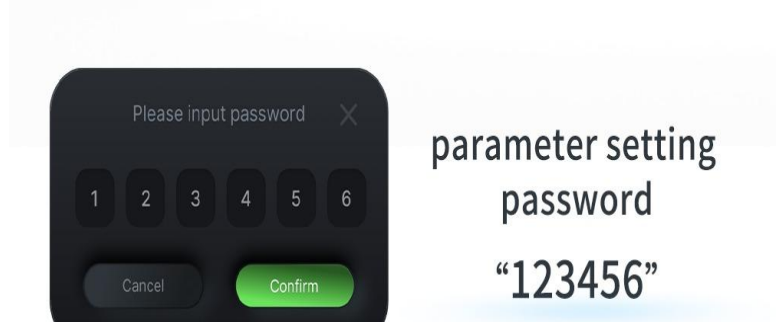 Please input password
1 2 3 4 5 6
Cancel Confirm
parameter setting
password
“123456”